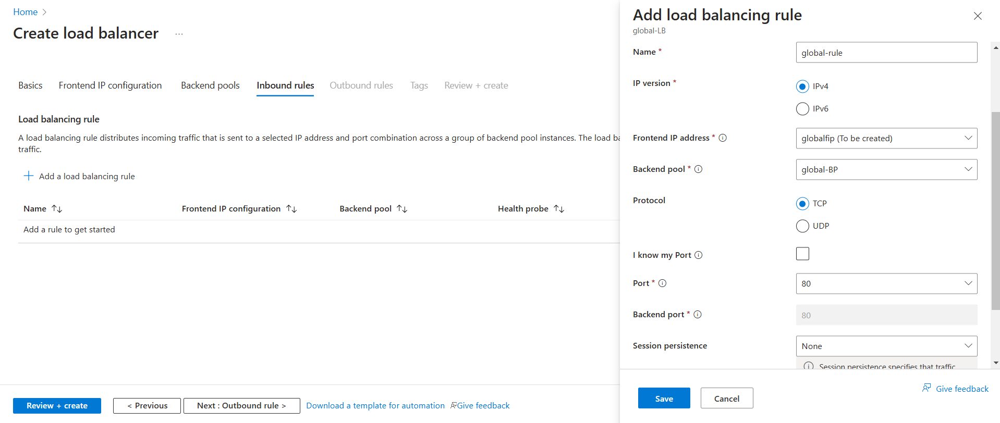 Home
Create load balancer ...
Basics Frontend IP configuration Backend pools Inbound rules Outbound rules Tags Review + create
Load balancing rule
A load balancing rule distributes incoming traffic that is sent to a selected IP address and port combination across a group of backend pool instances. The load
traffic.
Add a load balancing rule
Name Frontend IP configuration Backend pool Health probe
Add a rule to get started
Review + create < Previous Next : Outbound rule > Download a template for automation Give feedback
Add load balancing rule
global-LB
Name * global-rule
IP version * IPv4
IPv6
Frontend IP address * globalfip (To be created)
Backend pool * global-BP
Protocol TCP
UDP
I know my Port
Port * 80
Backend port * 80
Session persistence None
Session persistence specifies that traffic
Give feedback
Save Cancel